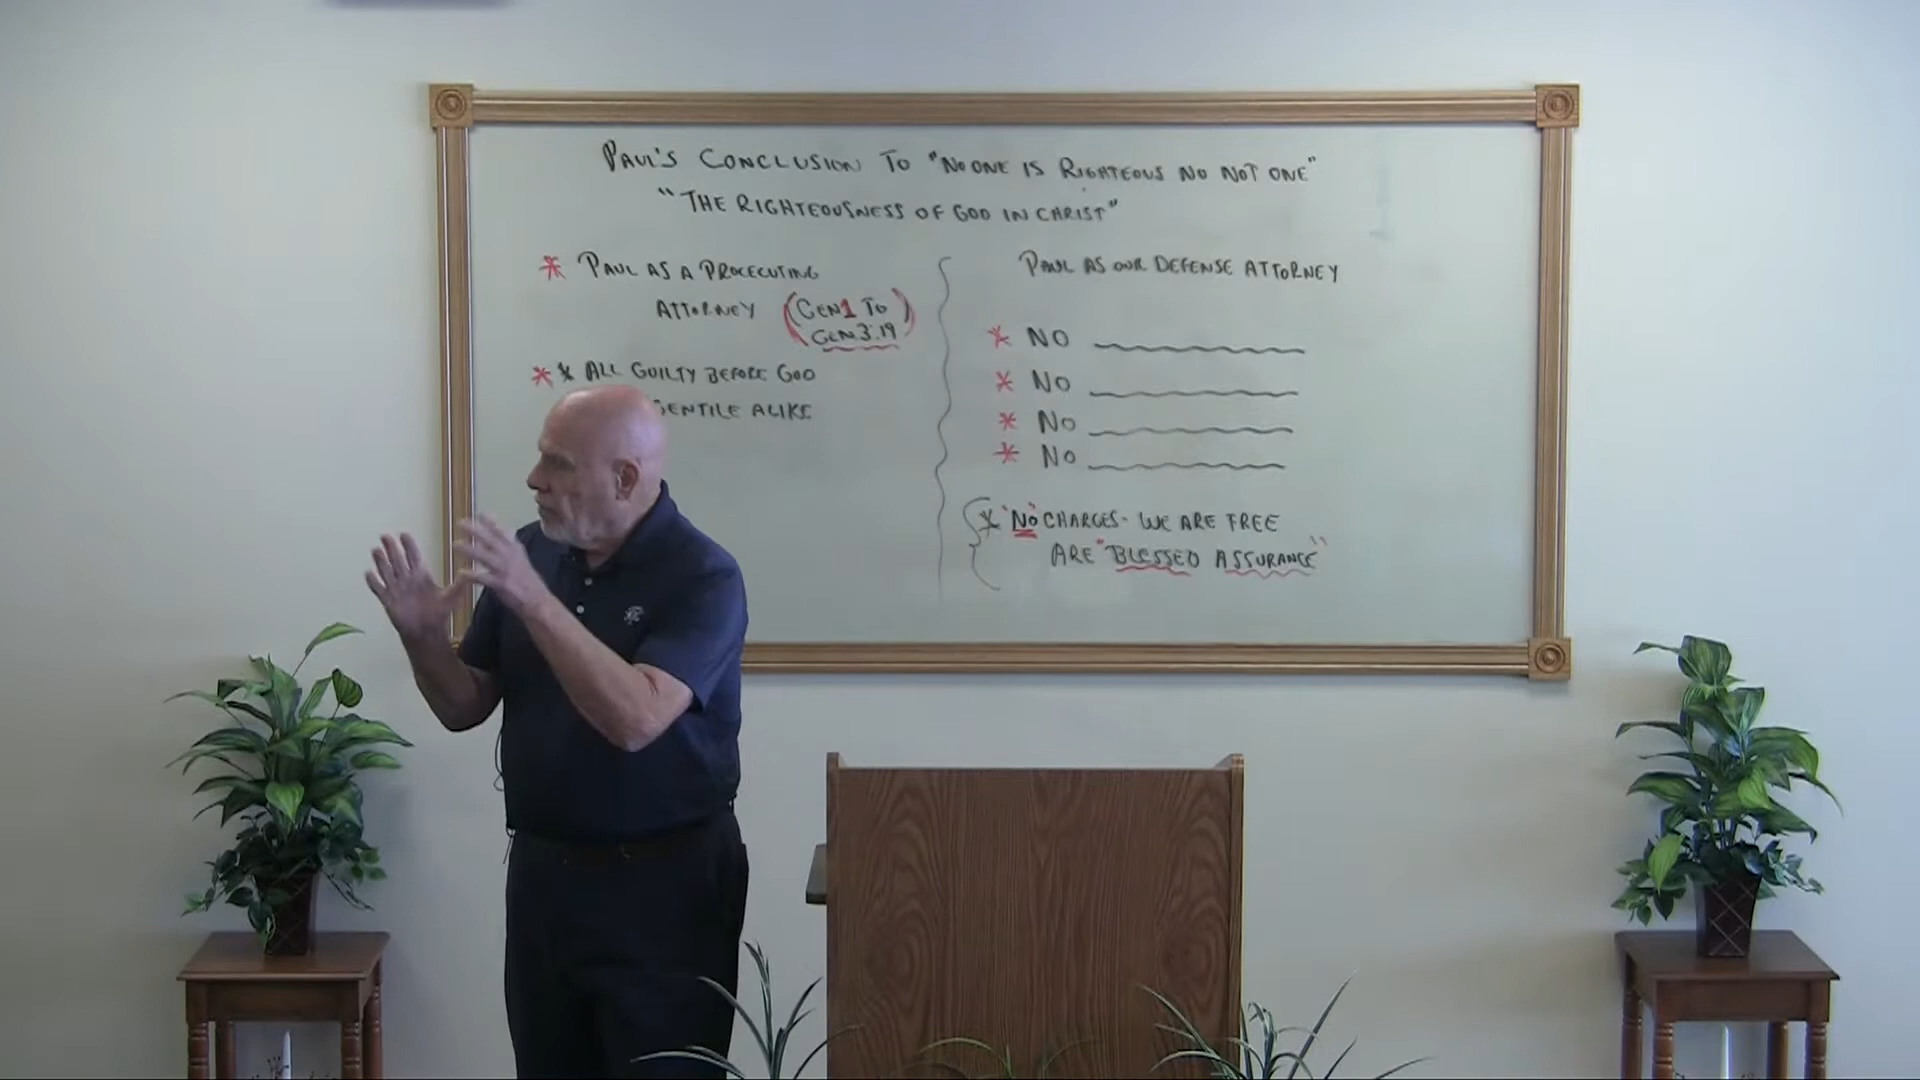 PAUL'S CONCLUSION TO "NO ONE IS RIGHTEOUS NO NOT ONE"
"THE RIGHTEOUSNESS OF GOD IN CHRIST"
* PAUL AS A PROCECUTING
ATTORNEY (GEN 1 TO
GEN 3:19)
* * ALL GUILTY BEFORE GOD
GENTILE ALIKE
PAUL AS OUR DEFENSE ATTORNEY
* NO
* NO
* NO
* NO
* "NO" CHARGES - WE ARE FREE
ARE "BLESSED ASSURANCE"